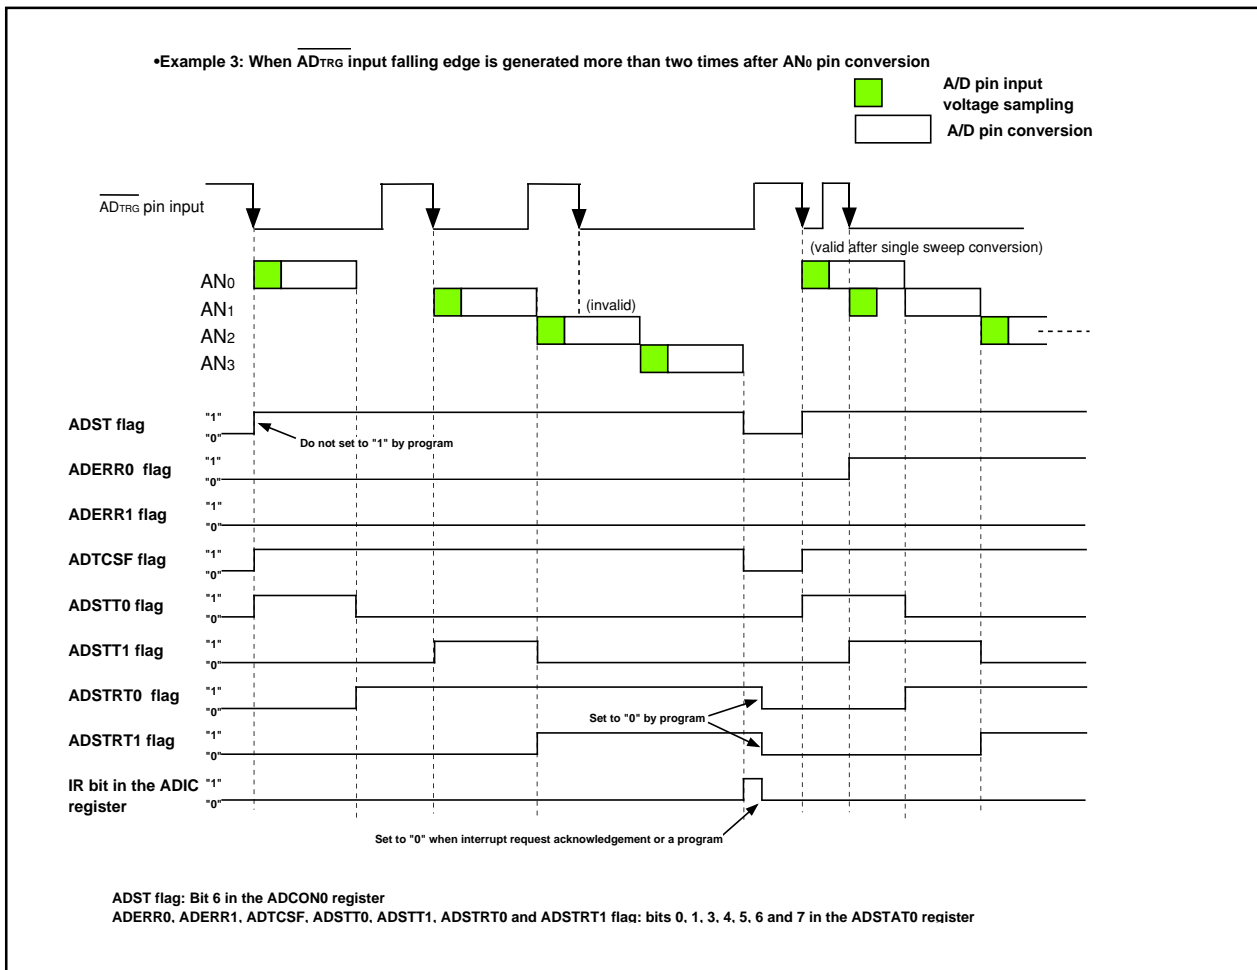 •Example 3: When ADTRG input falling edge is generated more than two times after AN0 pin conversion
A/D pin input
voltage sampling
A/D pin conversion
ADTRG pin input
(valid after single sweep conversion)
AN0
AN1
(invalid)
AN2
AN3
ADST flag
"1"
"0"
Do not set to "1" by program
ADERR0 flag
"1"
"0"
ADERR1 flag
"1"
"0"
ADTCSF flag
"1"
"0"
ADSTT0 flag
"1"
"0"
ADSTT1 flag
"1"
"0"
ADSTRT0 flag
"1"
"0"
Set to "0" by program
ADSTRT1 flag
"1"
"0"
IR bit in the ADIC
register
"1"
"0"
Set to "0" when interrupt request acknowledgement or a program
ADST flag: Bit 6 in the ADCON0 register
ADERR0, ADERR1, ADTCSF, ADSTT0, ADSTT1, ADSTRT0 and ADSTRT1 flag: bits 0, 1, 3, 4, 5, 6 and 7 in the ADSTAT0 register